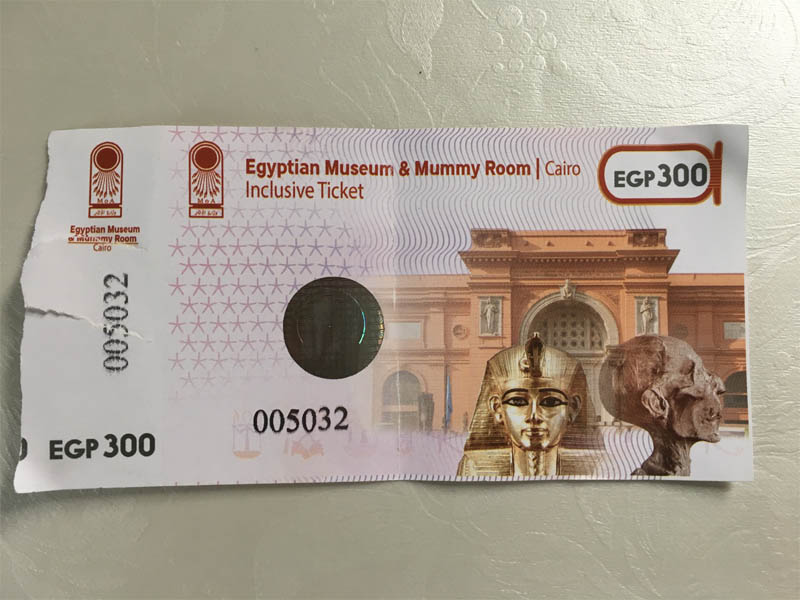 MoA
Egyptian Museum
& Mummy Room
Cairo
005032
EGP 300
MoA
Egyptian Museum & Mummy Room | Cairo
Inclusive Ticket
EGP 300
005032